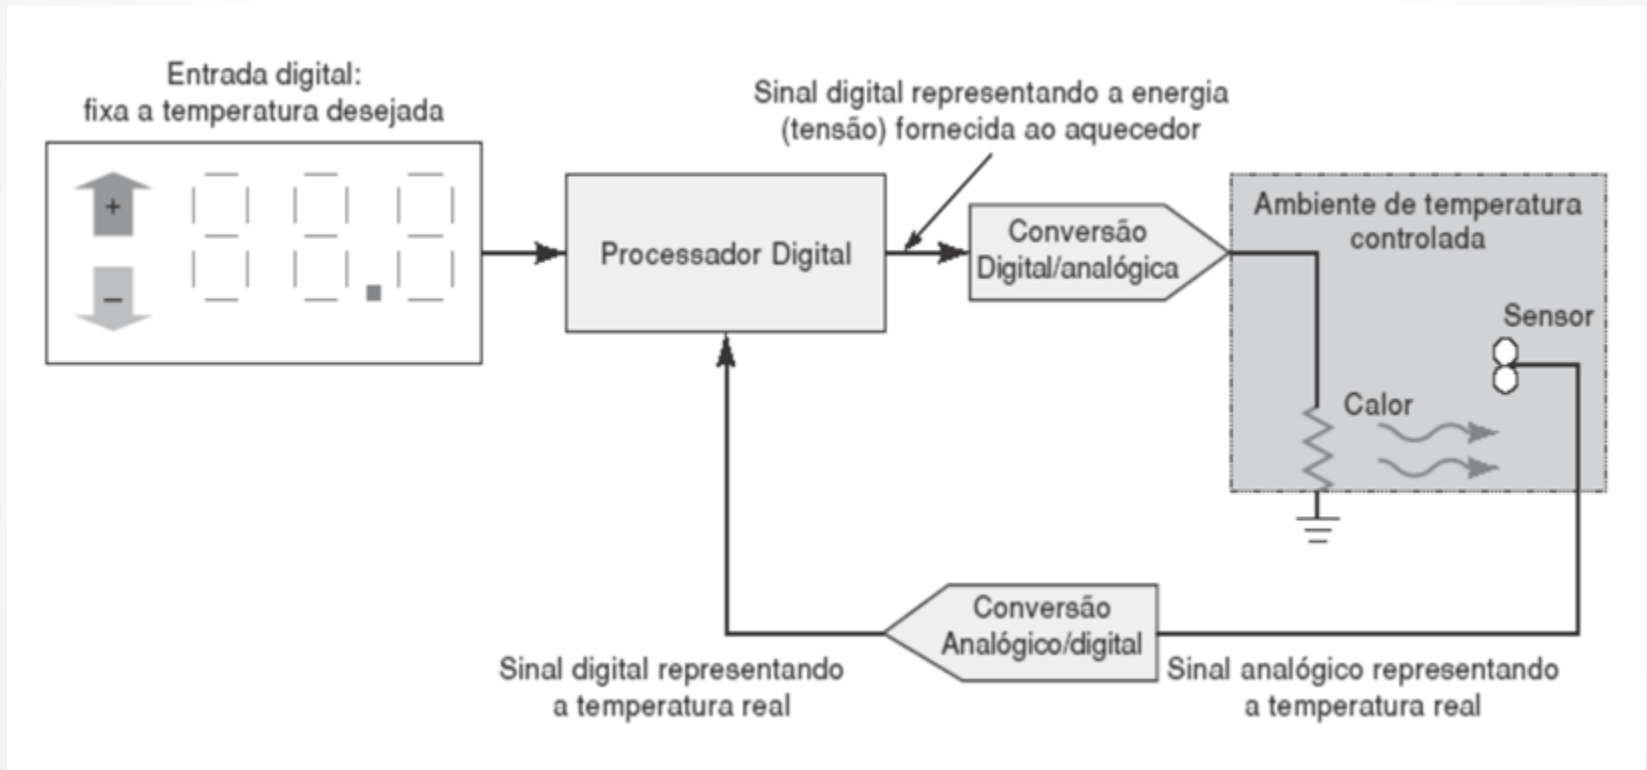 Entrada digital:
fixa a temperatura desejada
+
–
Sinal digital representando a energia
(tensão) fornecida ao aquecedor
Processador Digital
Conversão
Digital/analógica
Ambiente de temperatura
controlada
Sensor
Calor
Conversão
Analógico/digital
Sinal digital representando
a temperatura real
Sinal analógico representando
a temperatura real